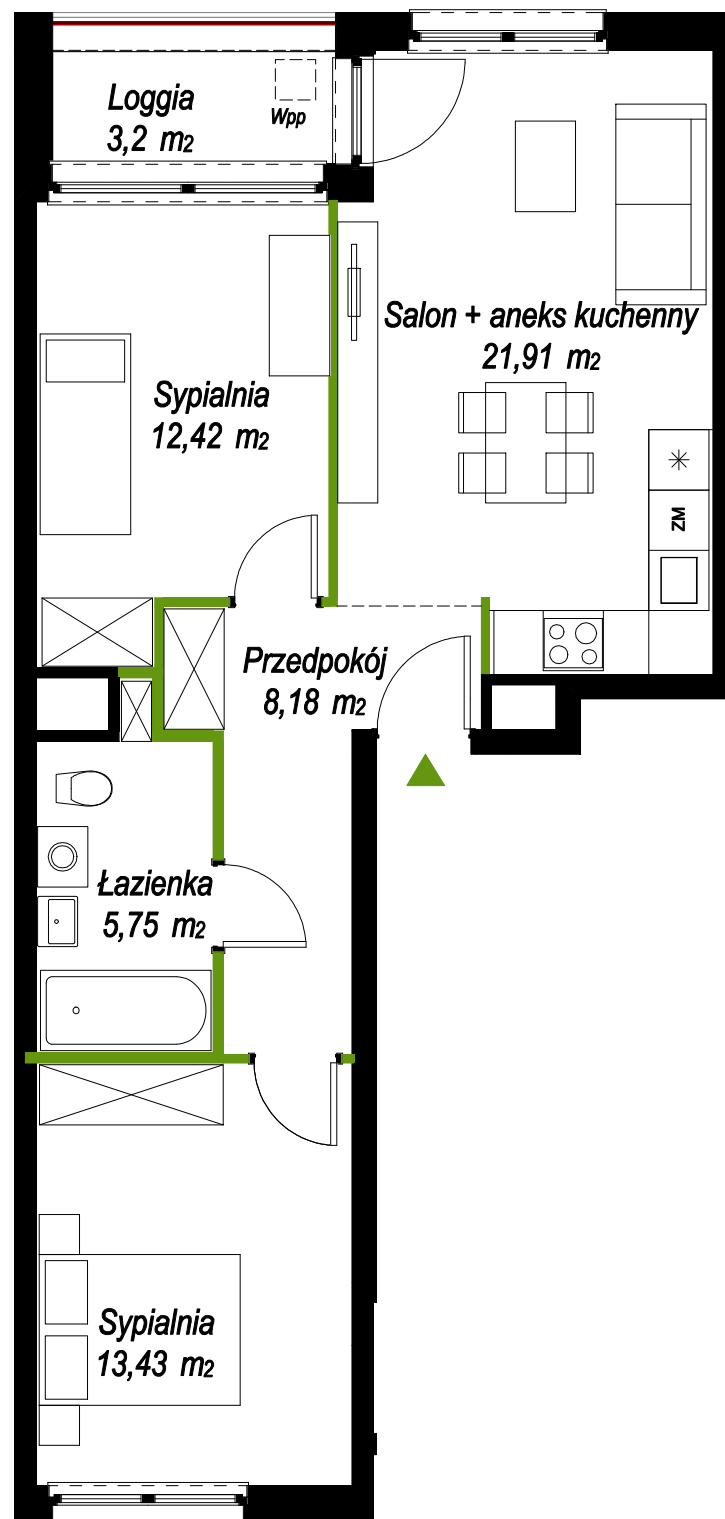 Loggia
3,2 m2
Wpp
Salon + aneks kuchenny
21,91 m2
Sypialnia
12,42 m2
ZM
Przedpokój
8,18 m2
Łazienka
5,75 m2
Sypialnia
13,43 m2